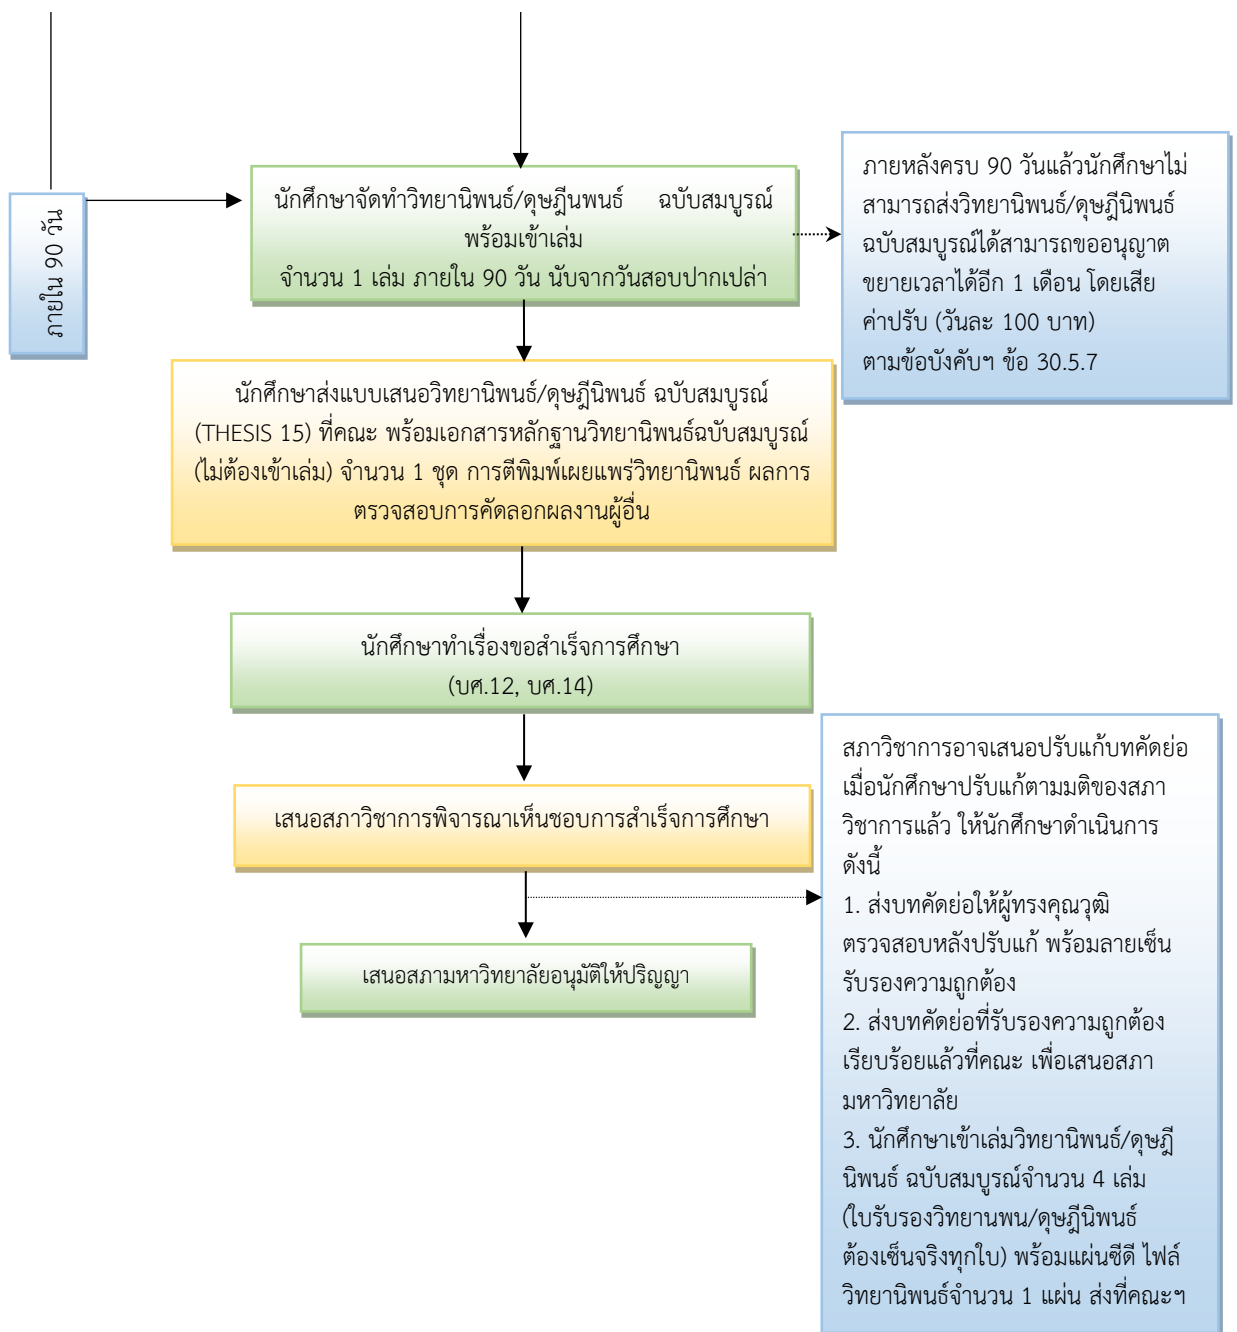 ภายใน 90 วัน
นักศึกษาจัดทำวิทยานิพนธ์/ดุษฎีนพนธ์ ฉบับสมบูรณ์
พร้อมเข้าเล่ม
จำนวน 1 เล่ม ภายใน 90 วัน นับจากวันสอบปากเปล่า
ภายหลังครบ 90 วันแล้วนักศึกษาไม่
สามารถส่งวิทยานิพนธ์/ดุษฎีนิพนธ์
ฉบับสมบูรณ์ได้สามารถขออนุญาต
ขยายเวลาได้อีก 1 เดือน โดยเสีย
ค่าปรับ (วันละ 100 บาท)
ตามข้อบังคับฯ ข้อ 30.5.7
นักศึกษาส่งแบบเสนอวิทยานิพนธ์/ดุษฎีนิพนธ์ ฉบับสมบูรณ์
(THESIS 15) ที่คณะ พร้อมเอกสารหลักฐานวิทยานิพนธ์ฉบับสมบูรณ์
(ไม่ต้องเข้าเล่ม) จำนวน 1 ชุด การตีพิมพ์เผยแพร่วิทยานิพนธ์ ผลการ
ตรวจสอบการคัดลอกผลงานผู้อื่น
นักศึกษาทำเรื่องขอสำเร็จการศึกษา
(บศ.12, บศ.14)
เสนอสภาวิชาการพิจารณาเห็นชอบการสำเร็จการศึกษา
เสนอสภามหาวิทยาลัยอนุมัติให้ปริญญา
สภาวิชาการอาจเสนอปรับแก้บทคัดย่อ
เมื่อนักศึกษาปรับแก้ตามมติของสภา
วิชาการแล้ว ให้นักศึกษาดำเนินการ
ดังนี้
1. ส่งบทคัดย่อให้ผู้ทรงคุณวุฒิ
ตรวจสอบหลังปรับแก้ พร้อมลายเซ็น
รับรองความถูกต้อง
2. ส่งบทคัดย่อที่รับรองความถูกต้อง
เรียบร้อยแล้วที่คณะ เพื่อเสนอสภา
มหาวิทยาลัย
3. นักศึกษาเข้าเล่มวิทยานิพนธ์/ดุษฎี
นิพนธ์ ฉบับสมบูรณ์จำนวน 4 เล่ม
(ใบรับรองวิทยานพน/ดุษฎีนิพนธ์
ต้องเซ็นจริงทุกใบ) พร้อมแผ่นซีดี ไฟล์
วิทยานิพนธ์จำนวน 1 แผ่น ส่งที่คณะฯ